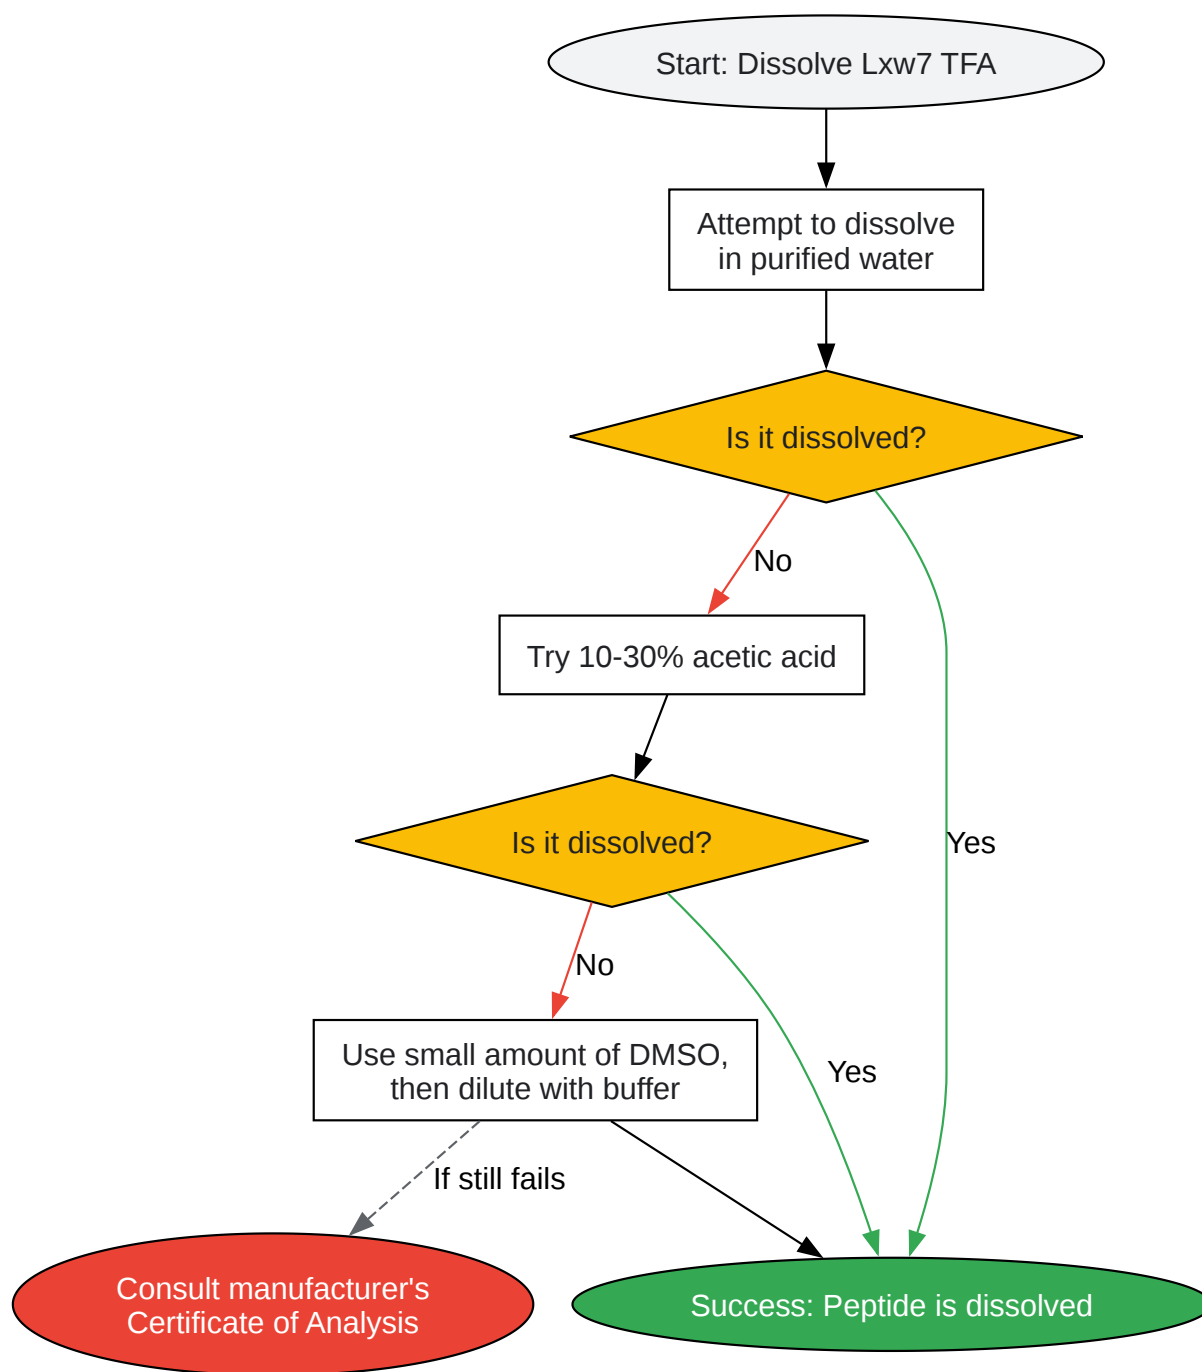 Start: Dissolve Lxw7 TFA
Attempt to dissolve
in purified water
Is it dissolved?
No
Try 10-30% acetic acid
Is it dissolved?
Yes
No
Use small amount of DMSO,
then dilute with buffer
Yes
If still fails
Consult manufacturer's
Certificate of Analysis
Success: Peptide is dissolved